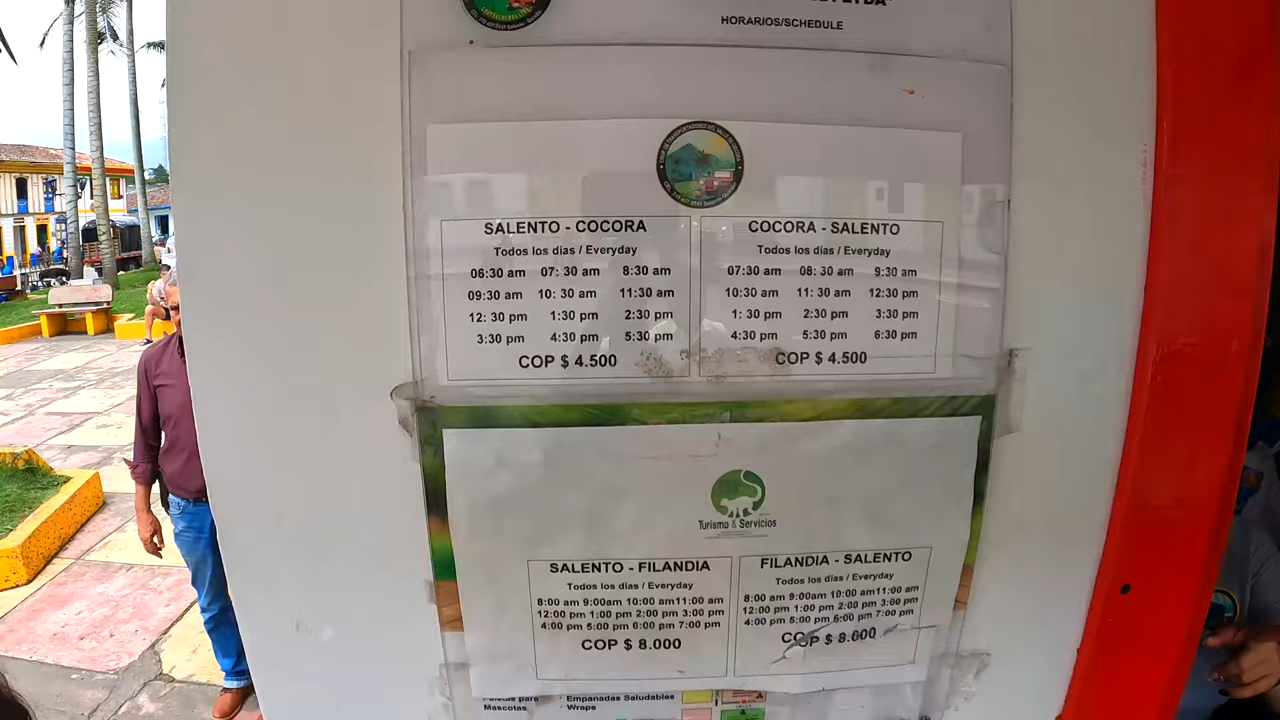 HORARIOS/SCHEDULE
SALENTO - COCORA
Todos los días / Everyday
06:30 am 07: 30 am 8:30 am
09:30 am 10: 30 am 11:30 am
12: 30 pm 1:30 pm 2:30 pm
3:30 pm 4:30 pm 5:30 pm
COP $ 4.500
COCORA - SALENTO
Todos los días / Everyday
07:30 am 08: 30 am 9:30 am
10:30 am 11: 30 am 12:30 pm
1: 30 pm 2:30 pm 3:30 pm
4:30 pm 5:30 pm 6:30 pm
COP $ 4.500
Turismo & Servicios
SALENTO - FILANDIA
Todos los días / Everyday
8:00 am 9:00am 10:00 am11:00 am
12:00 pm 1:00 pm 2:00 pm 3:00 pm
4:00 pm 5:00 pm 6:00 pm 7:00 pm
COP $ 8.000
FILANDIA - SALENTO
Todos los días / Everyday
8:00 am 9:00am 10:00 am11:00 am
12:00 pm 1:00 pm 2:00 pm 3:00 pm
4:00 pm 5:00 pm 6:00 pm 7:00 pm
COP $ 8.000
Paletas para
Mascotas
· Empanadas Saludables
· Wraps